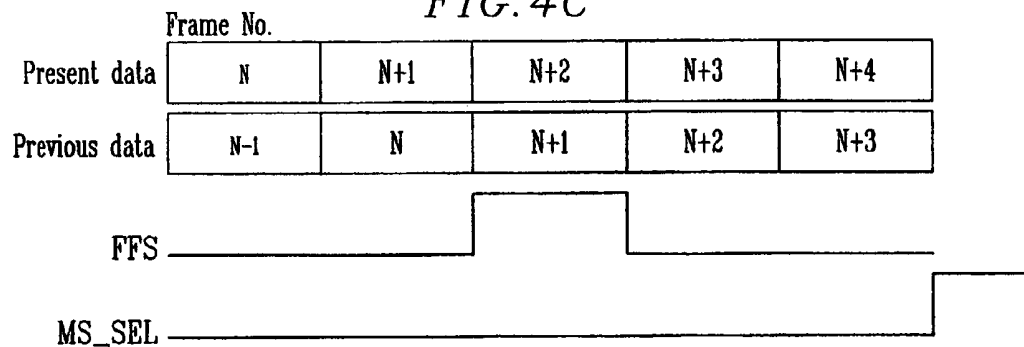 FIG. 4C
Frame No.
Present data N N+1 N+2 N+3 N+4
Previous data N-1 N N+1 N+2 N+3
FFS
MS_SEL